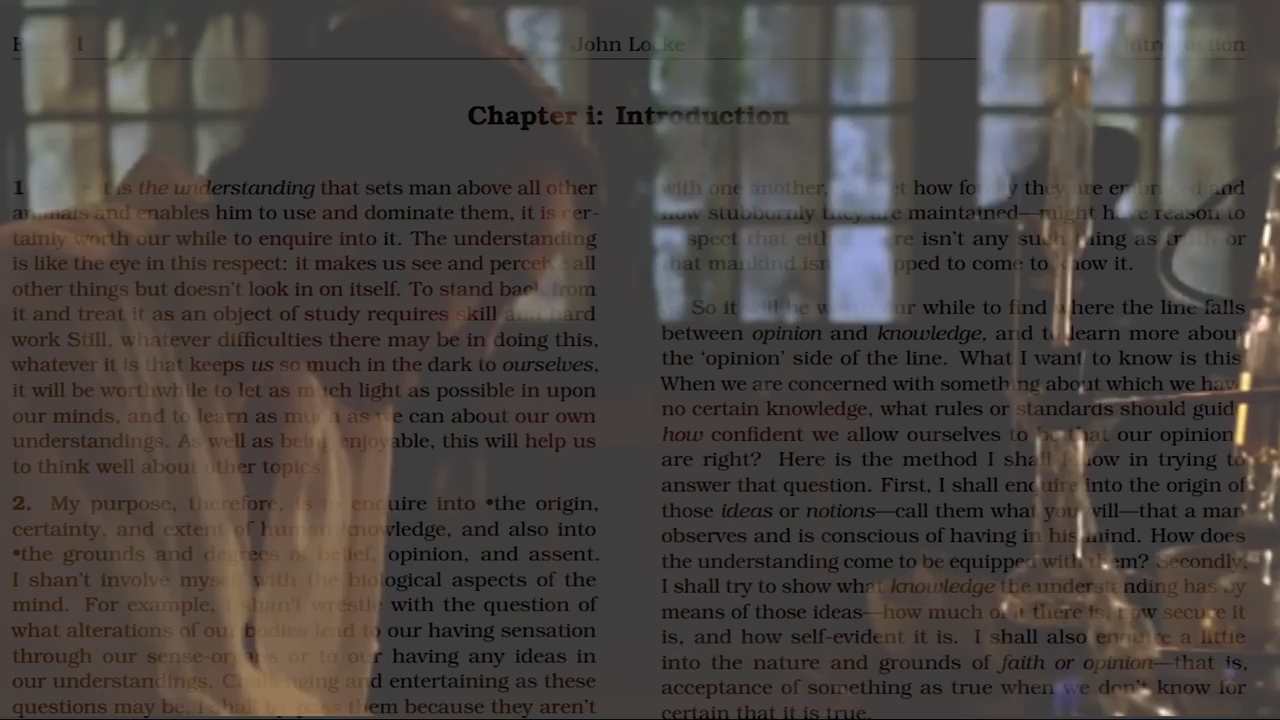 I John Locke Introduction
Chapter i: Introduction
1 it is the understanding that sets man above all other
animals and enables him to use and dominate them, it is cer-
tainly worth our while to enquire into it. The understanding
is like the eye in this respect: it makes us see and perceive all
other things but doesn't look in on itself. To stand back from
it and treat it as an object of study requires skill and hard
work Still, whatever difficulties there may be in doing this,
whatever it is that keeps us so much in the dark to ourselves,
it will be worthwhile to let as much light as possible in upon
our minds, and to learn as much as we can about our own
understandings. As well as being enjoyable, this will help us
to think well about other topics.
2. My purpose, therefore, is to enquire into •the origin,
certainty, and extent of human knowledge, and also into
•the grounds and degrees of belief, opinion, and assent.
I shan't involve myself with the biological aspects of the
mind. For example, I shan't wrestle with the question of
what alterations of our bodies lead to our having sensation
through our sense-organs or to our having any ideas in
our understandings. Challenging and entertaining as these
questions may be, I shall by-pass them because they aren't
with one another, how fondly they are embraced and
how stubbornly they are maintained—might have reason to
suspect that either there isn't any such thing as truth or
that mankind isn't equipped to come to know it.
So it will be worth our while to find where the line falls
between opinion and knowledge, and to learn more about
the 'opinion' side of the line. What I want to know is this
When we are concerned with something about which we have
no certain knowledge, what rules or standards should guide
how confident we allow ourselves to be that our opinion
are right? Here is the method I shall follow in trying to
answer that question. First, I shall enquire into the origin of
those ideas or notions—call them what you will—that a man
observes and is conscious of having in his mind. How does
the understanding come to be equipped with them? Secondly,
I shall try to show what knowledge the understanding has by
means of those ideas—how much of it there is, how secure it
is, and how self-evident it is. I shall also enquire a little
into the nature and grounds of faith or opinion—that is,
acceptance of something as true when we don't know for
certain that it is true.